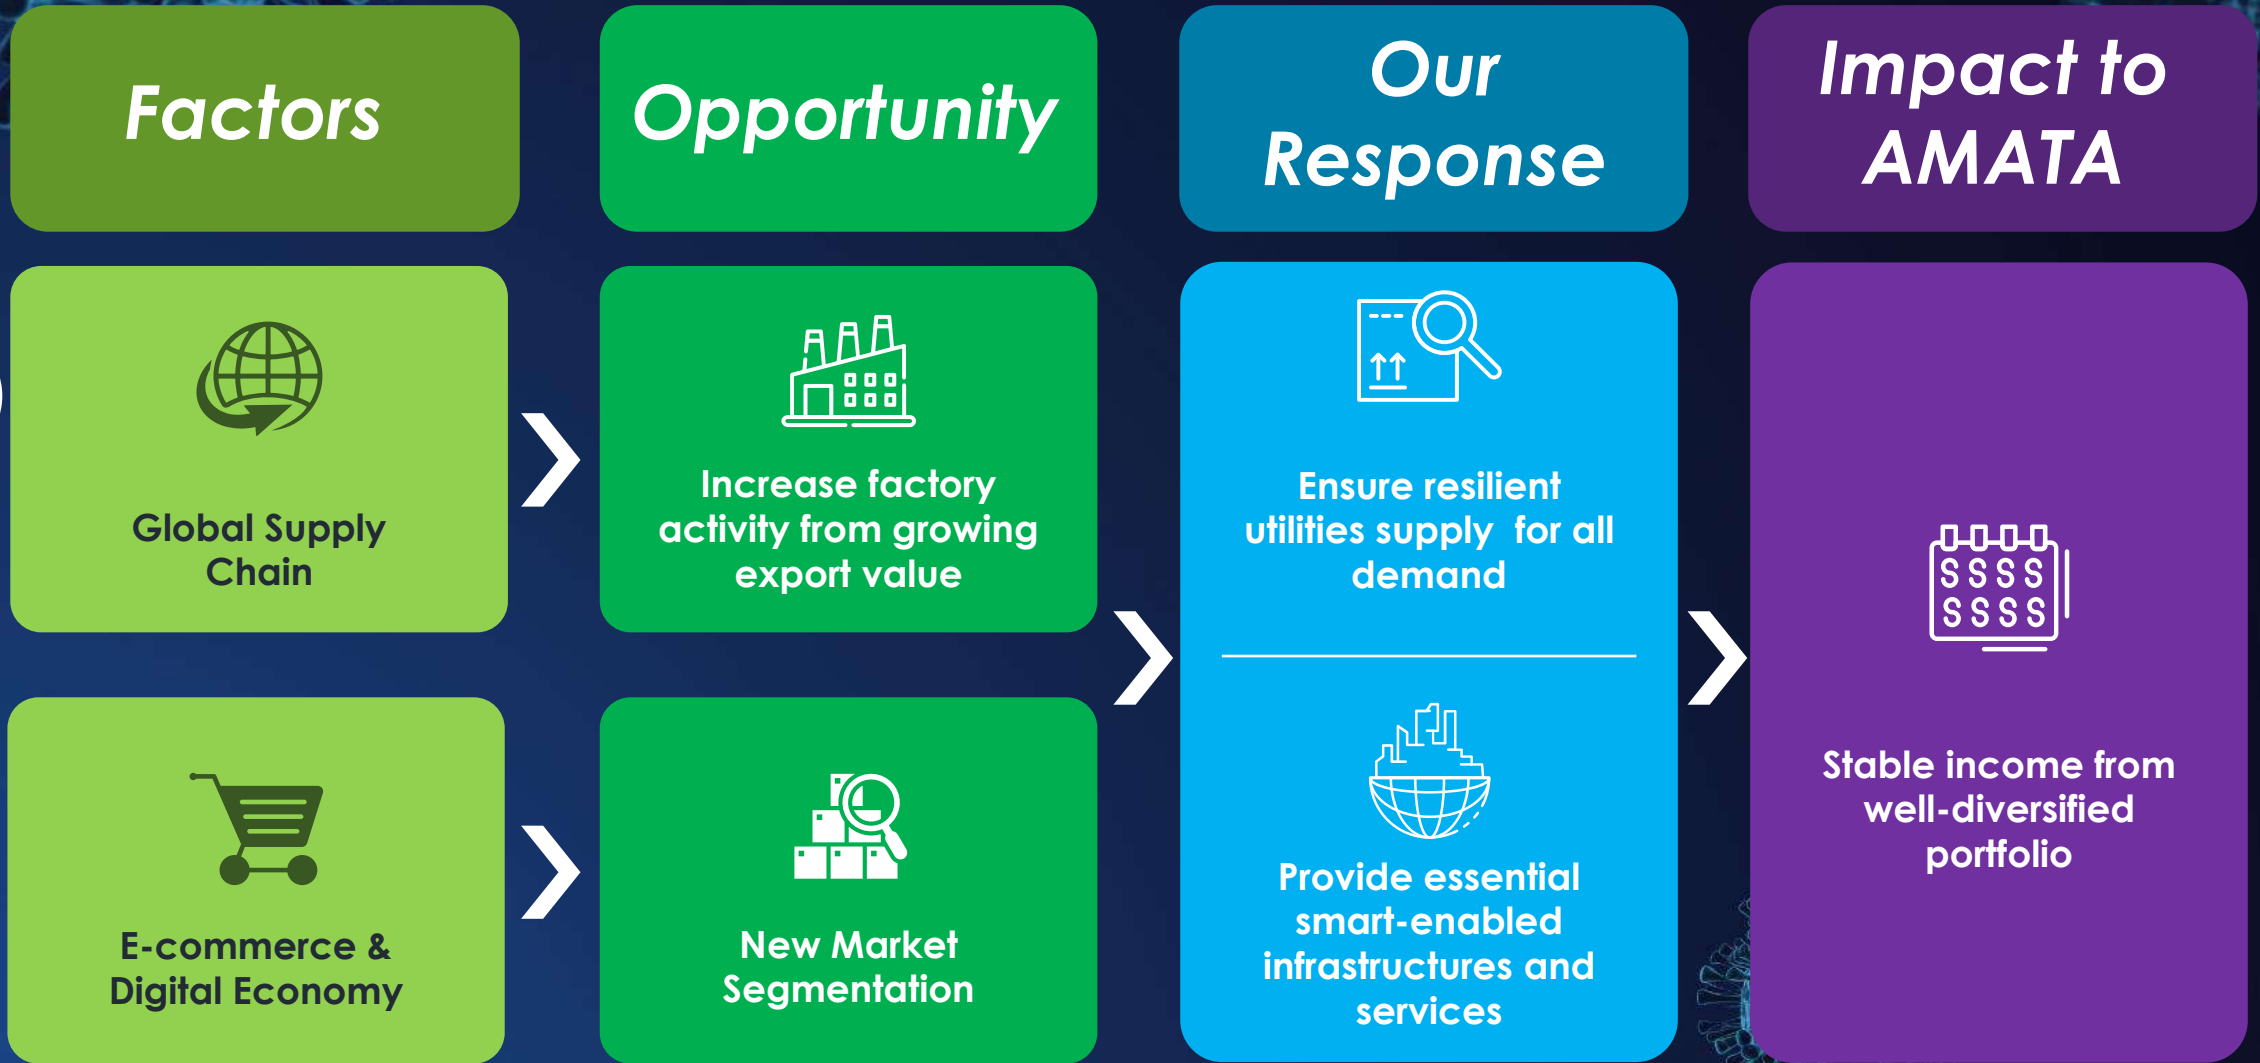 Factors
Opportunity
Our
Response
Impact to
AMATA
Global Supply
Chain
Increase factory
activity from growing
export value
Ensure resilient
utilities supply  for all
demand
E-commerce &
Digital Economy
New Market
Segmentation
Provide essential
smart-enabled
infrastructures and
services
SSSS
SSSS
Stable income from
well-diversified
portfolio